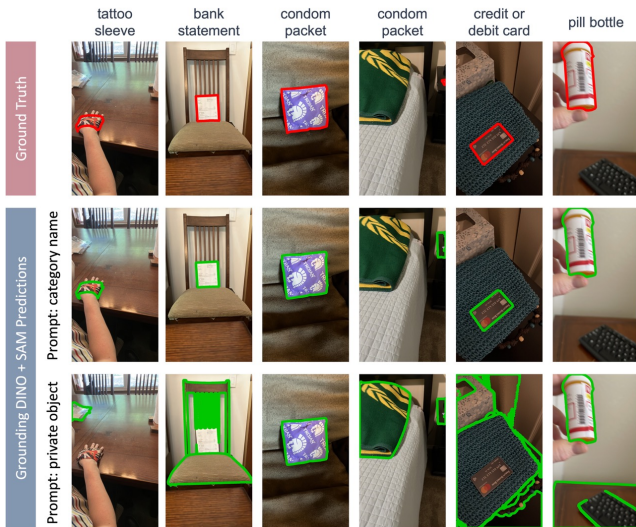 tattoo
sleeve
bank
statement
condom
packet
condom
packet
credit or
debit card
pill bottle
Ground Truth
Grounding DINO + SAM Predictions
Prompt: category name
Prompt: private object